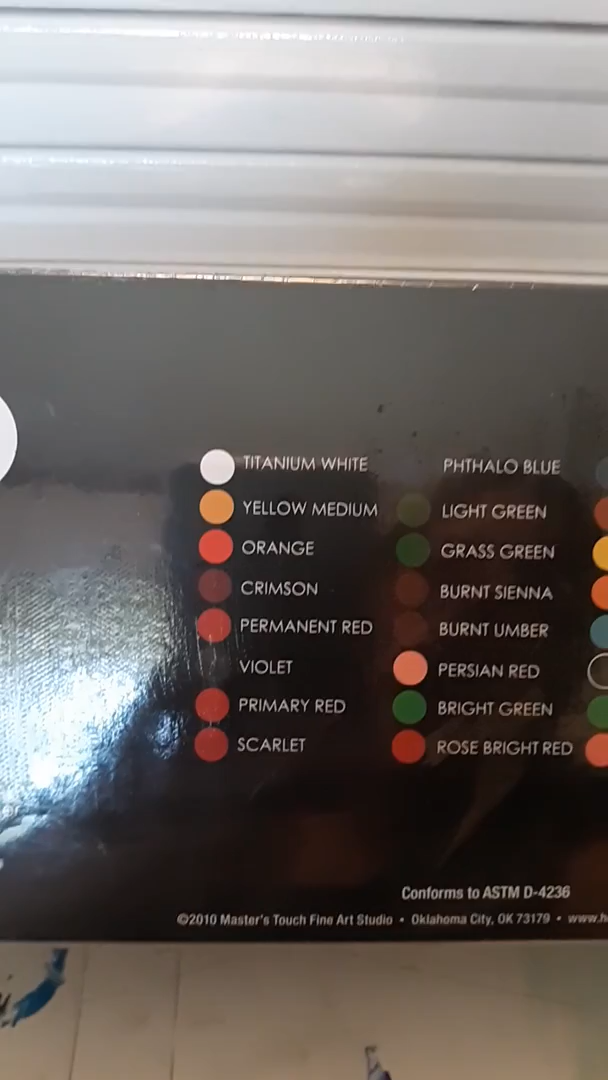 TITANIUM WHITE
YELLOW MEDIUM
ORANGE
CRIMSON
PERMANENT RED
VIOLET
PRIMARY RED
SCARLET
PHTHALO BLUE
LIGHT GREEN
GRASS GREEN
BURNT SIENNA
BURNT UMBER
PERSIAN RED
BRIGHT GREEN
ROSE BRIGHT RED
Conforms to ASTM D-4236
©2010 Master's Touch Fine Art Studio • Oklahoma City, OK 73179 •